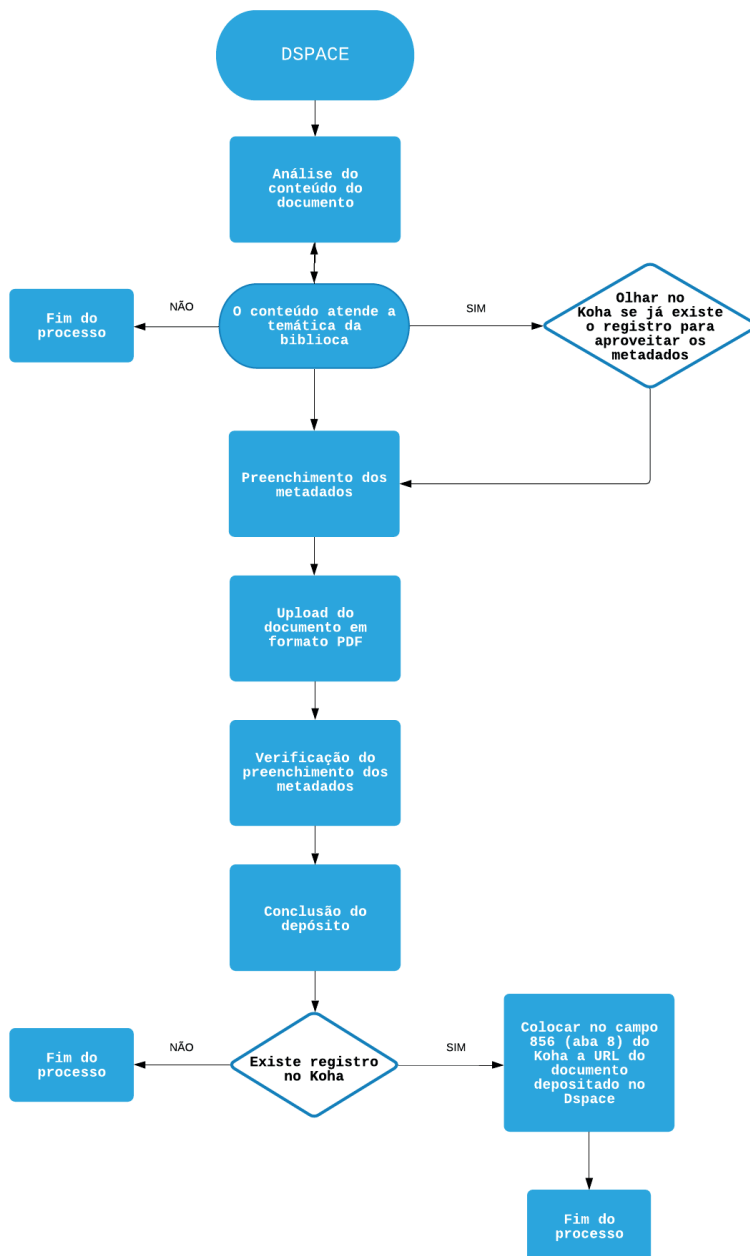 DSPACE
Análise do
conteúdo do
documento
NÃO
Fim do
processo
O conteúdo atende a
temática da
biblioca
SIM
Olhar no
Koha se já existe
o registro para
aproveitar os
metadados
Preenchimento dos
metadados
Upload do
documento em
formato PDF
Verificação do
preenchimento dos
metadados
Conclusão do
depósito
NÃO
Fim do
processo
Existe registro
no Koha
SIM
Colocar no campo
856 (aba 8) do
Koha a URL do
documento
depositado no
Dspace
Fim do
processo